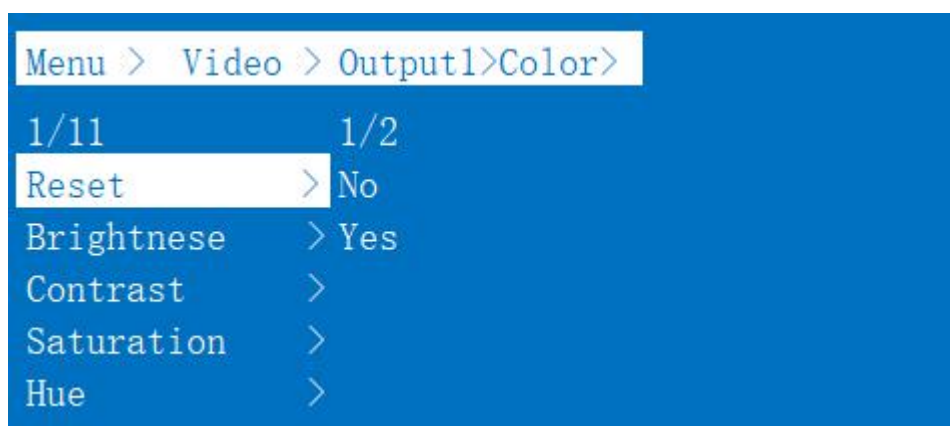 Menu > Video > Output1>Color>
1/11 1/2
Reset > No
Brightnese > Yes
Contrast >
Saturation >
Hue >